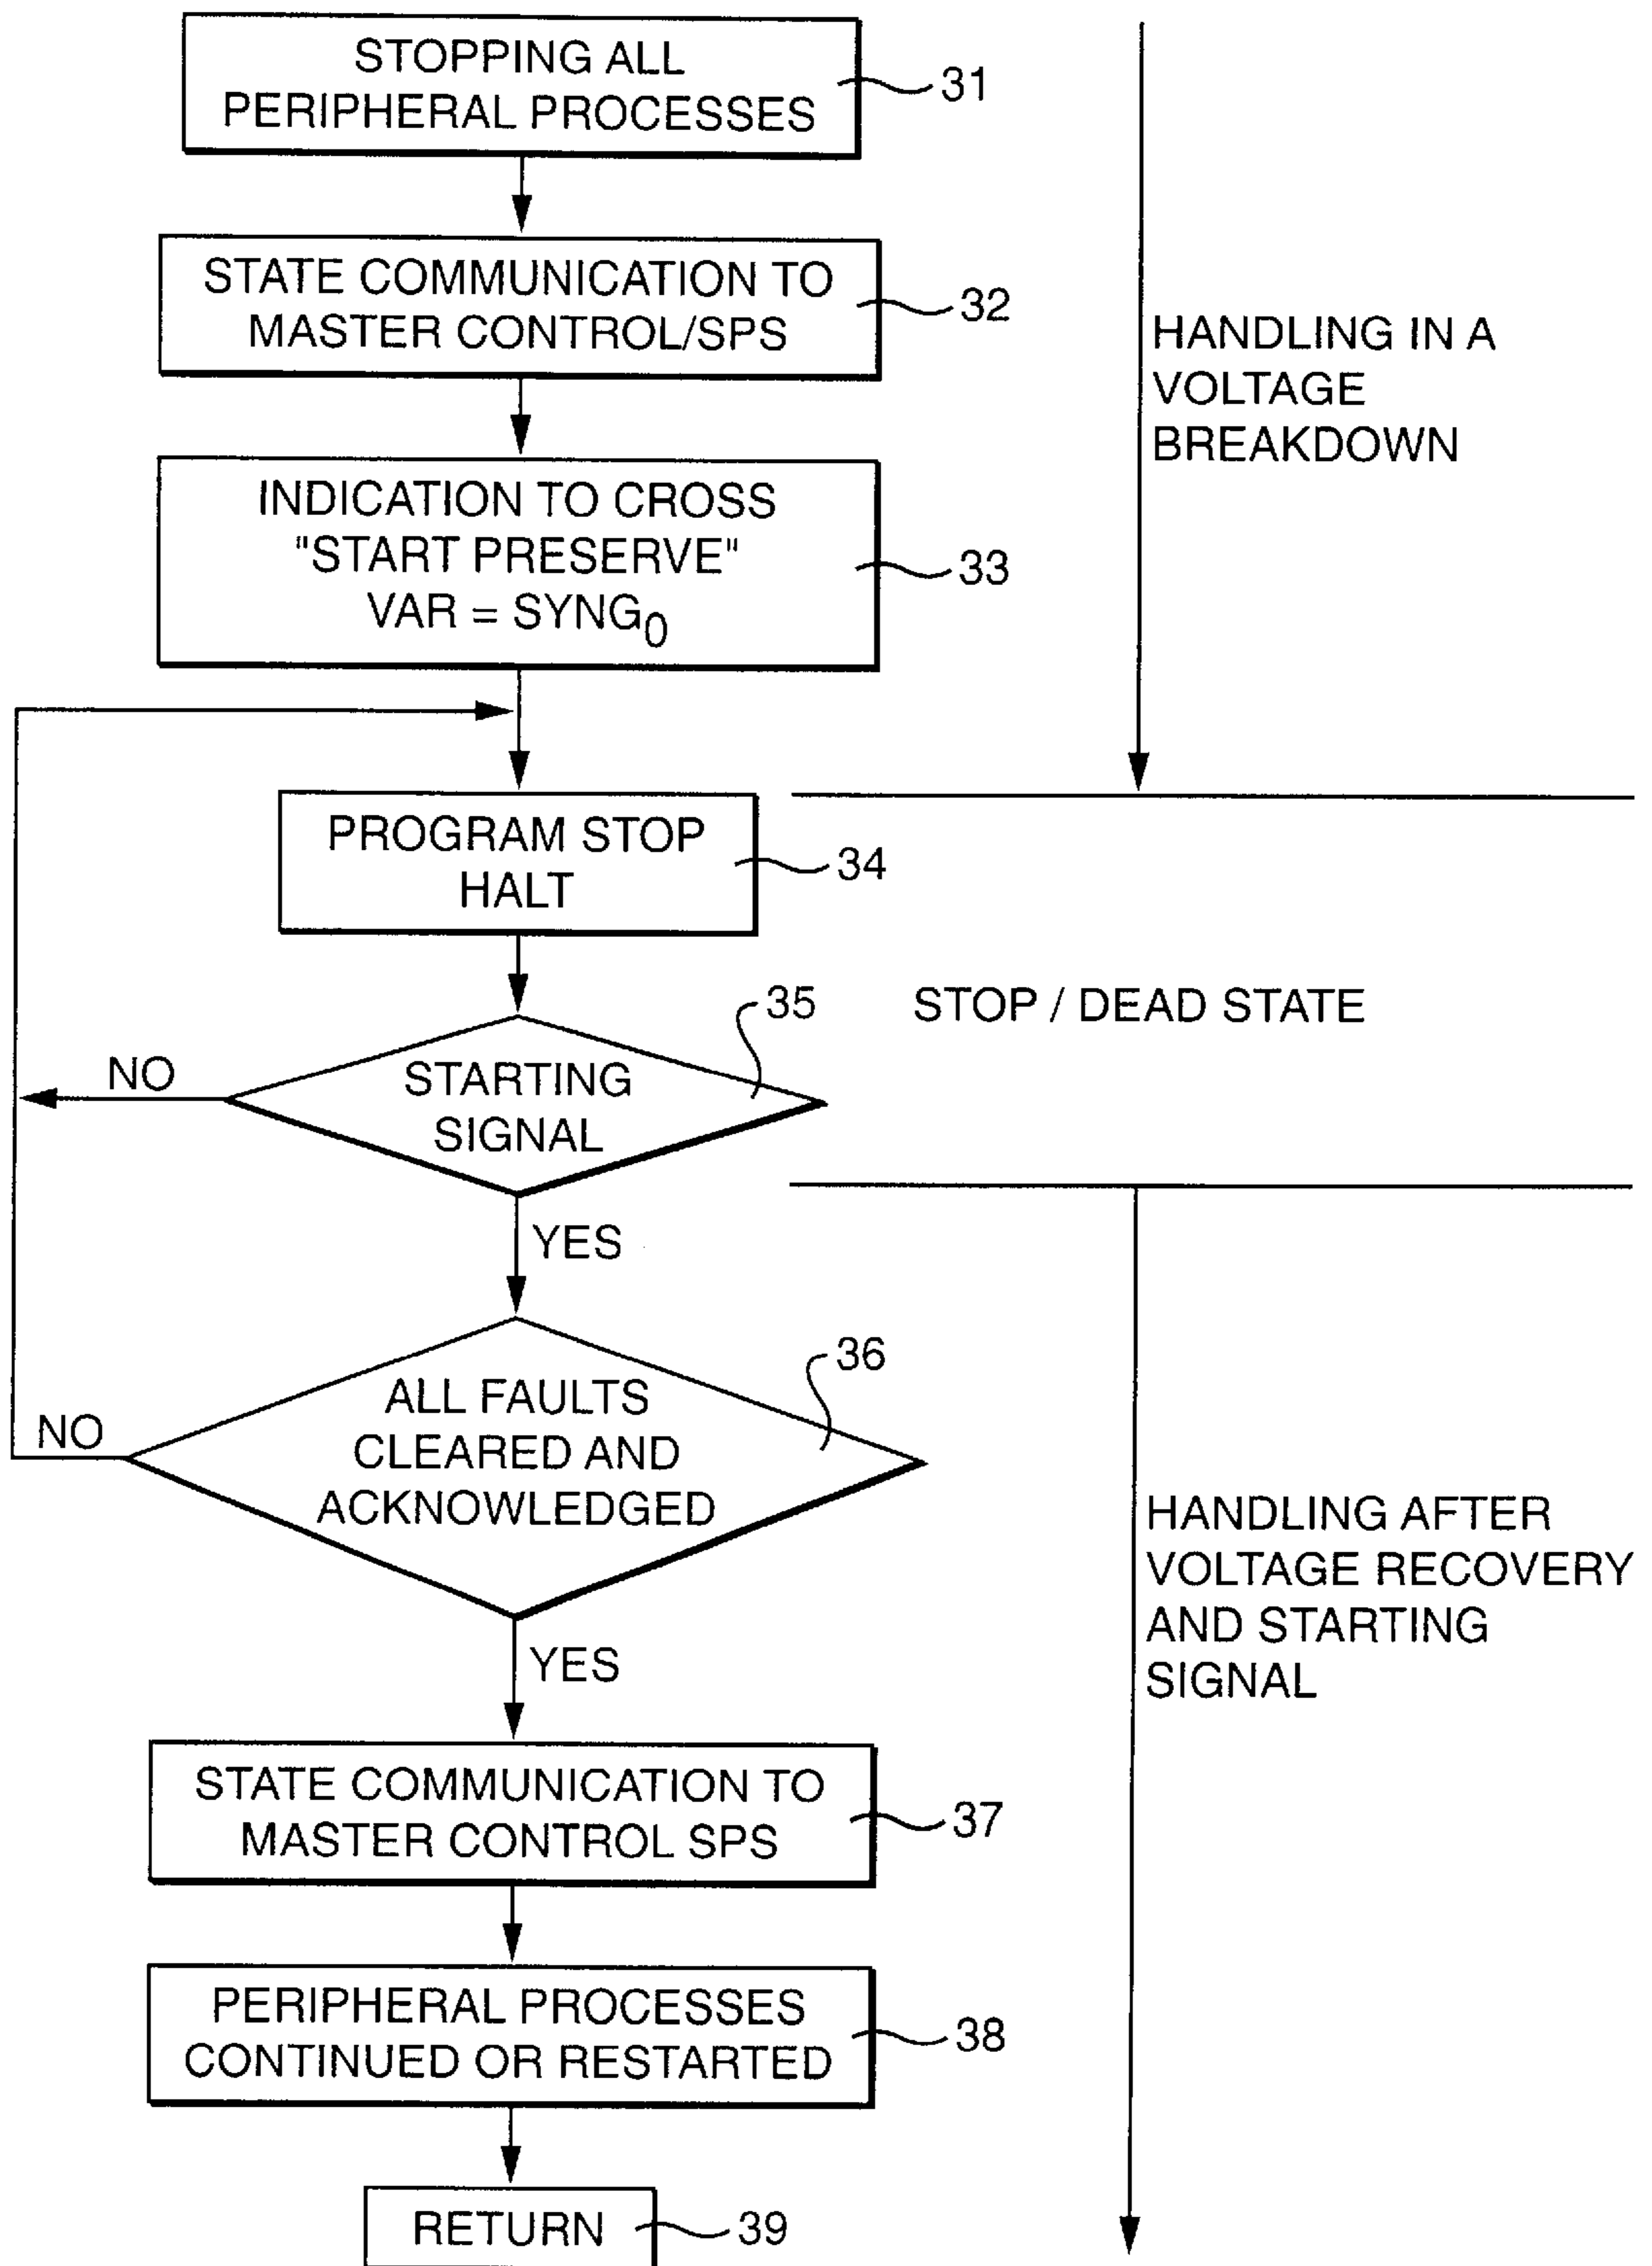 STOPPING ALL
PERIPHERAL PROCESSES
31
STATE COMMUNICATION TO
MASTER CONTROL/SPS
32
HANDLING IN A
VOLTAGE
BREAKDOWN
INDICATION TO CROSS
"START PRESERVE"
VAR = SYNG0
33
PROGRAM STOP
HALT
34
STOP / DEAD STATE
35
STARTING
SIGNAL
NO
YES
36
ALL FAULTS
CLEARED AND
ACKNOWLEDGED
NO
YES
HANDLING AFTER
VOLTAGE RECOVERY
AND STARTING
SIGNAL
STATE COMMUNICATION TO
MASTER CONTROL SPS
37
PERIPHERAL PROCESSES
CONTINUED OR RESTARTED
38
RETURN
39